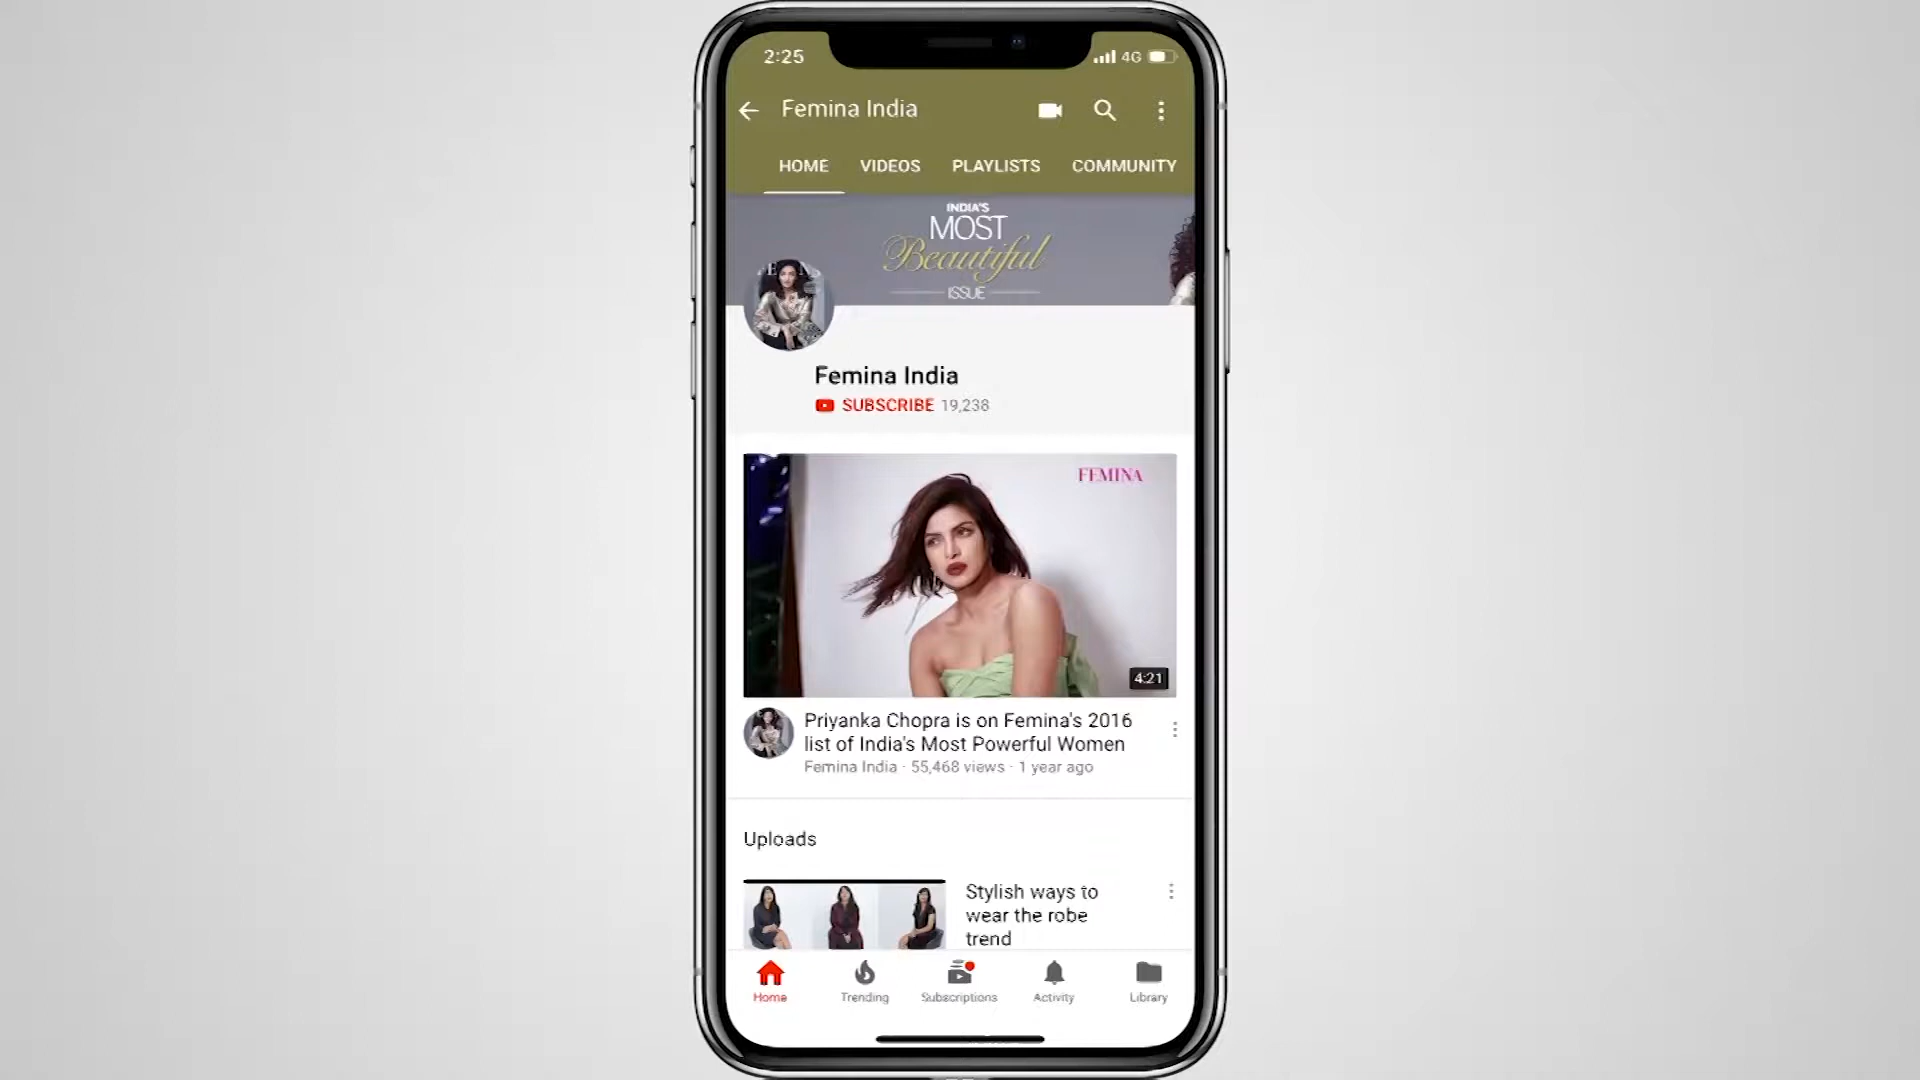 2:25
4G
Femina India
HOME VIDEOS PLAYLISTS COMMUNITY
INDIA'S
MOST
Beautiful
ISSUE
Femina India
SUBSCRIBE 19,238
FEMINA
4:21
Priyanka Chopra is on Femina's 2016
list of India's Most Powerful Women
Femina India · 55,468 views · 1 year ago
Uploads
Stylish ways to
wear the robe
trend
Home Trending Subscriptions Activity Library